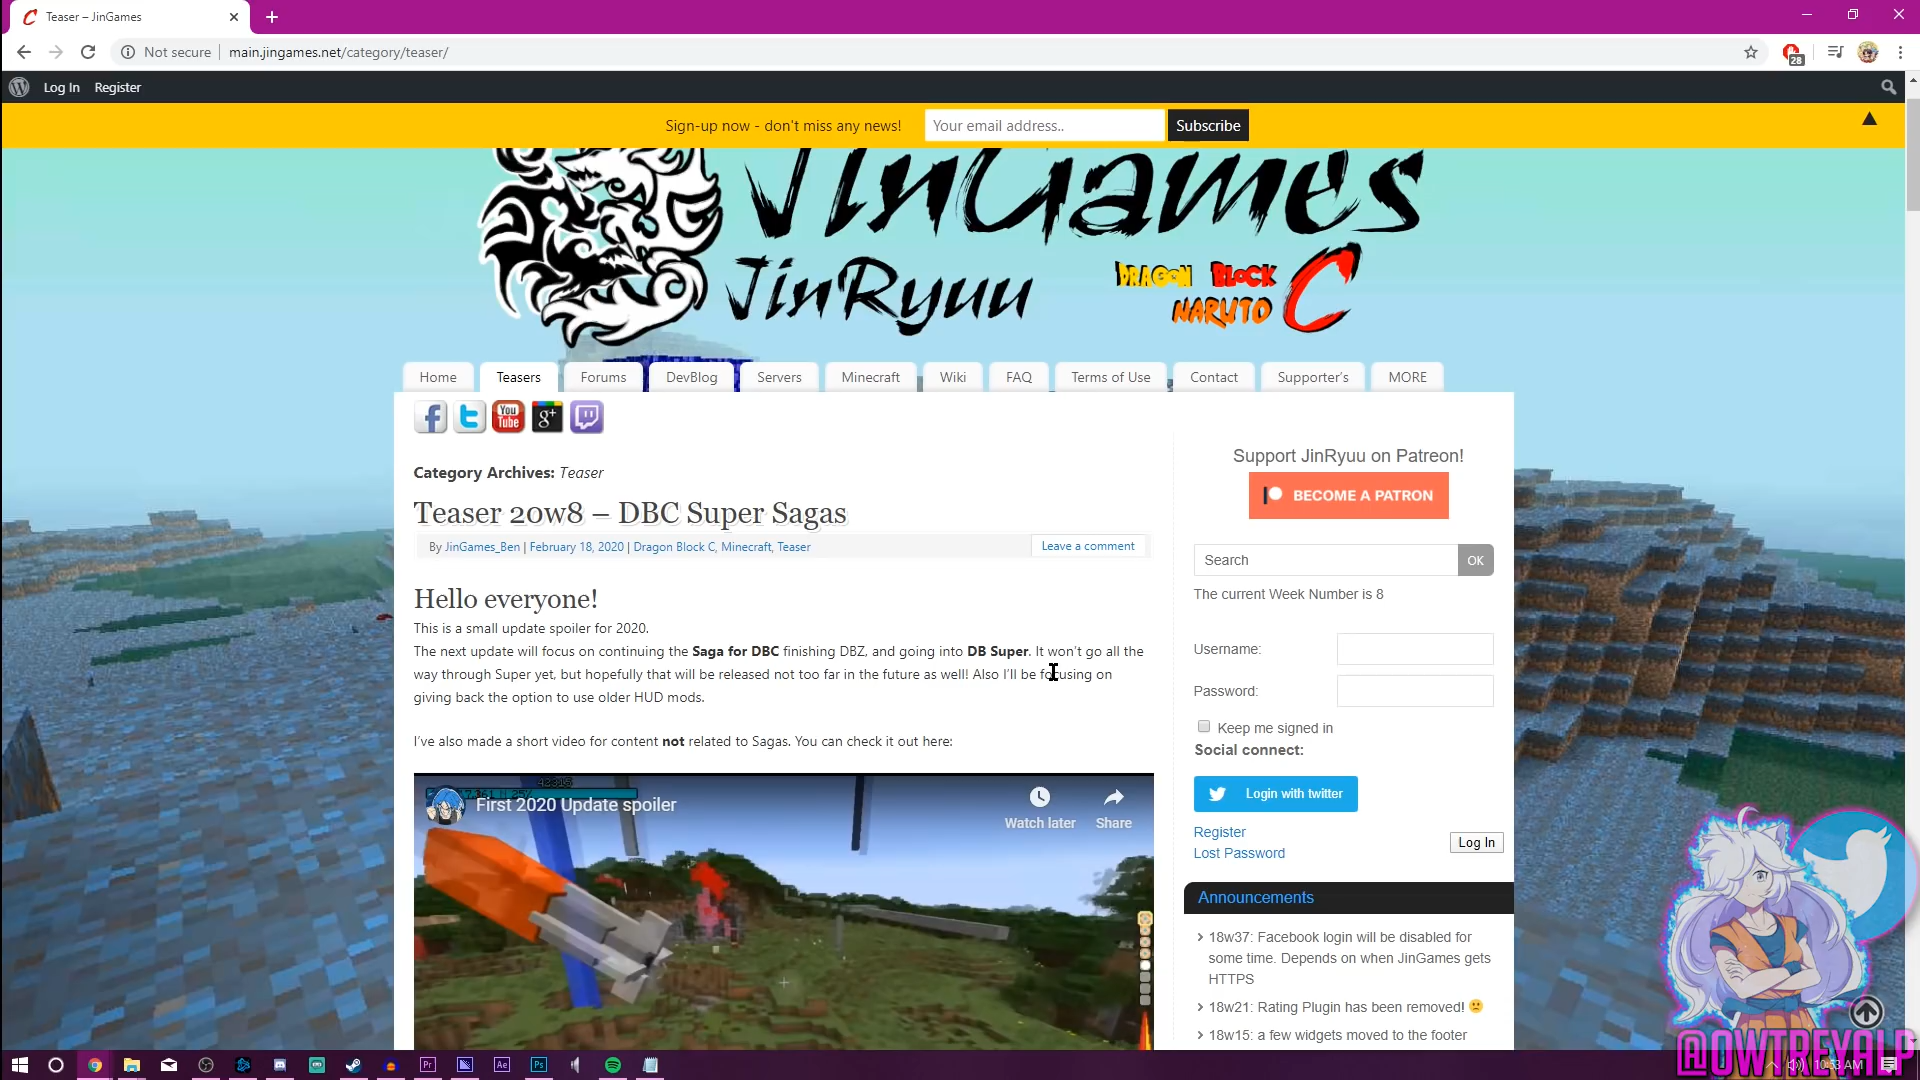 Teaser – JinGames
Not secure
main.jingames.net/category/teaser/
28
Log In
Register
Sign-up now - don't miss any news!
Your email address..
Subscribe
JinGames
JinRyuu
DRAGON BLOCK C
NARUTO
Home
Teasers
Forums
DevBlog
Servers
Minecraft
Wiki
FAQ
Terms of Use
Contact
Supporter's
MORE
You Tube
g+
Category Archives: Teaser
Teaser 20w8 – DBC Super Sagas
By JinGames_Ben | February 18, 2020 | Dragon Block C, Minecraft, Teaser
Leave a comment
Hello everyone!
This is a small update spoiler for 2020.
The next update will focus on continuing the Saga for DBC finishing DBZ, and going into DB Super. It won't go all the
way through Super yet, but hopefully that will be released not too far in the future as well! Also I'll be focusing on
giving back the option to use older HUD mods.
I've also made a short video for content not related to Sagas. You can check it out here:
First 2020 Update spoiler
Watch later
Share
Support JinRyuu on Patreon!
BECOME A PATRON
Search
OK
The current Week Number is 8
Username:
Password:
Keep me signed in
Social connect:
Login with twitter
Register
Lost Password
Log In
Announcements
18w37: Facebook login will be disabled for
some time. Depends on when JinGames gets
HTTPS
18w21: Rating Plugin has been removed!
18w15: a few widgets moved to the footer
@OWTREYALP
Pr
Ae
Ps
10:53 AM